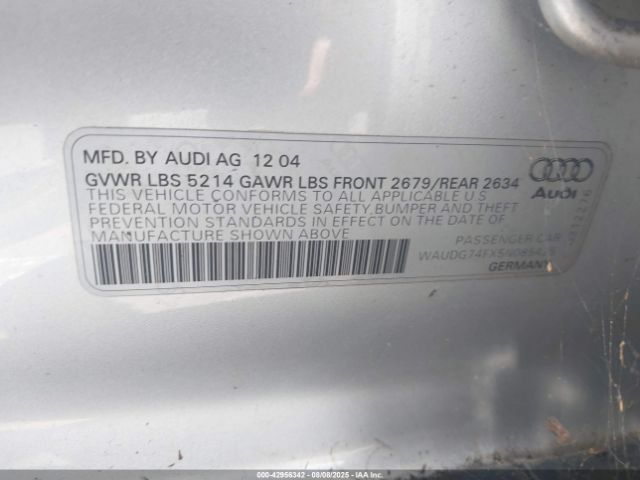 MFD. BY AUDI AG 12 04
GVWR LBS 5214 GAWR LBS FRONT 2679/REAR 2634
THIS VEHICLE CONFORMS TO ALL APPLICABLE U.S.
FEDERAL MOTOR VEHICLE SAFETY,BUMPER AND THEFT
PREVENTION STANDARDS IN EFFECT ON THE DATE OF
MANUFACTURE SHOWN ABOVE
Audi
PASSENGER CAR
GERMANY
000-42956342 - 08/08/2025 - IAAI.COM